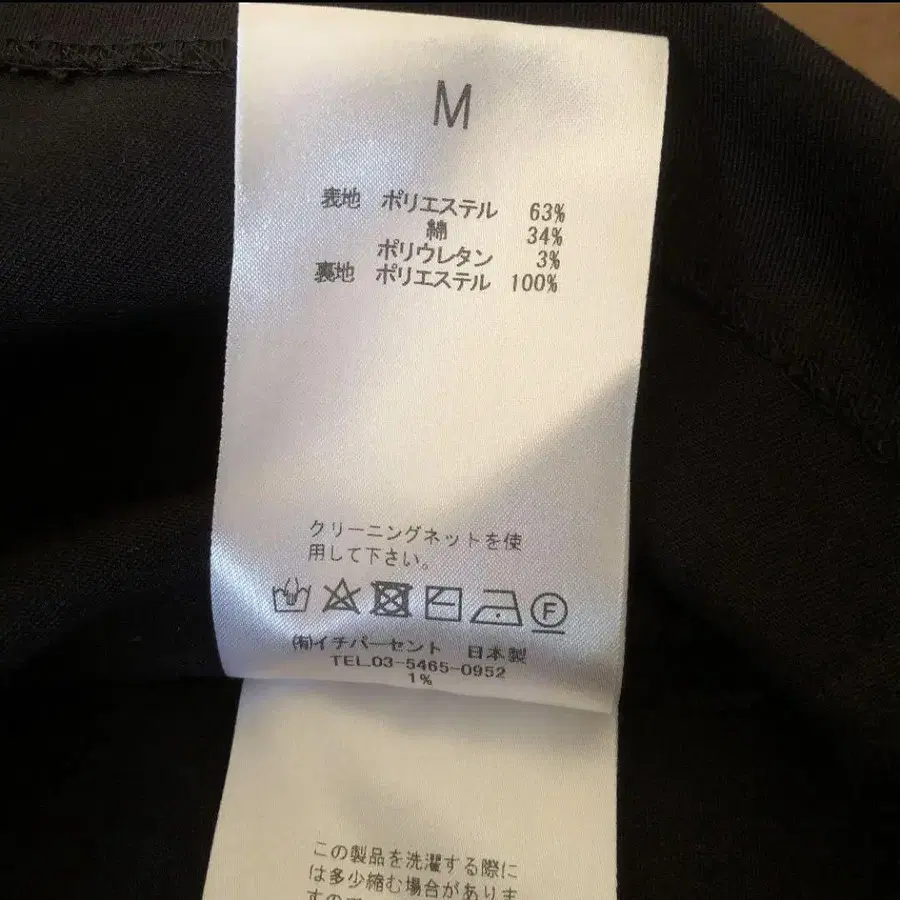 M
表地 ポリエステル 63%
綿 34%
ポリウレタン 3%
裏地 ポリエステル 100%
クリーニングネットを使
用して下さい。
F
㈲イチパーセント 日本製
TEL.03-5465-0952
1%
この製品を洗濯する際に
は多少縮む場合がありま
すので